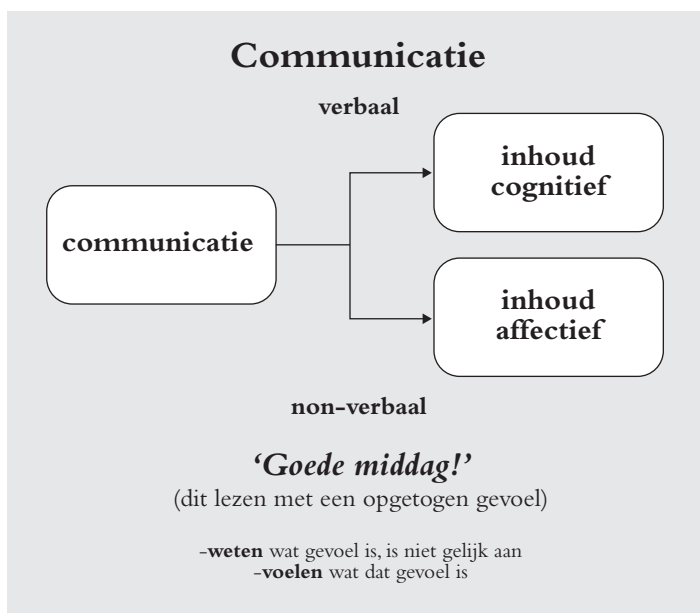 Communicatie
verbaal
communicatie
inhoud
cognitief
inhoud
affectief
non-verbaal
‘Goede middag!’
(dit lezen met een opgetogen gevoel)
-weten wat gevoel is, is niet gelijk aan
-voelen wat dat gevoel is